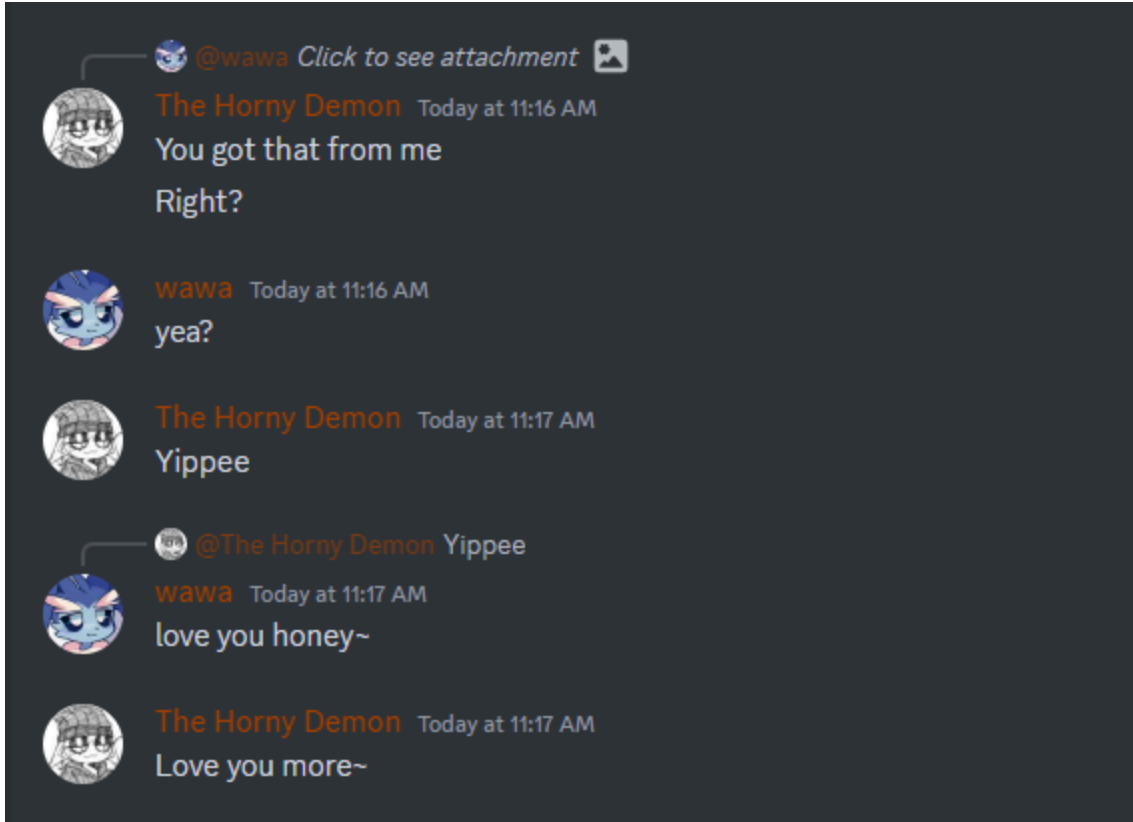 @wawa Click to see attachment
The Horny Demon Today at 11:16 AM
You got that from me
Right?
wawa Today at 11:16 AM
yea?
The Horny Demon Today at 11:17 AM
Yippee
@The Horny Demon Yippee
wawa Today at 11:17 AM
love you honey~
The Horny Demon Today at 11:17 AM
Love you more~